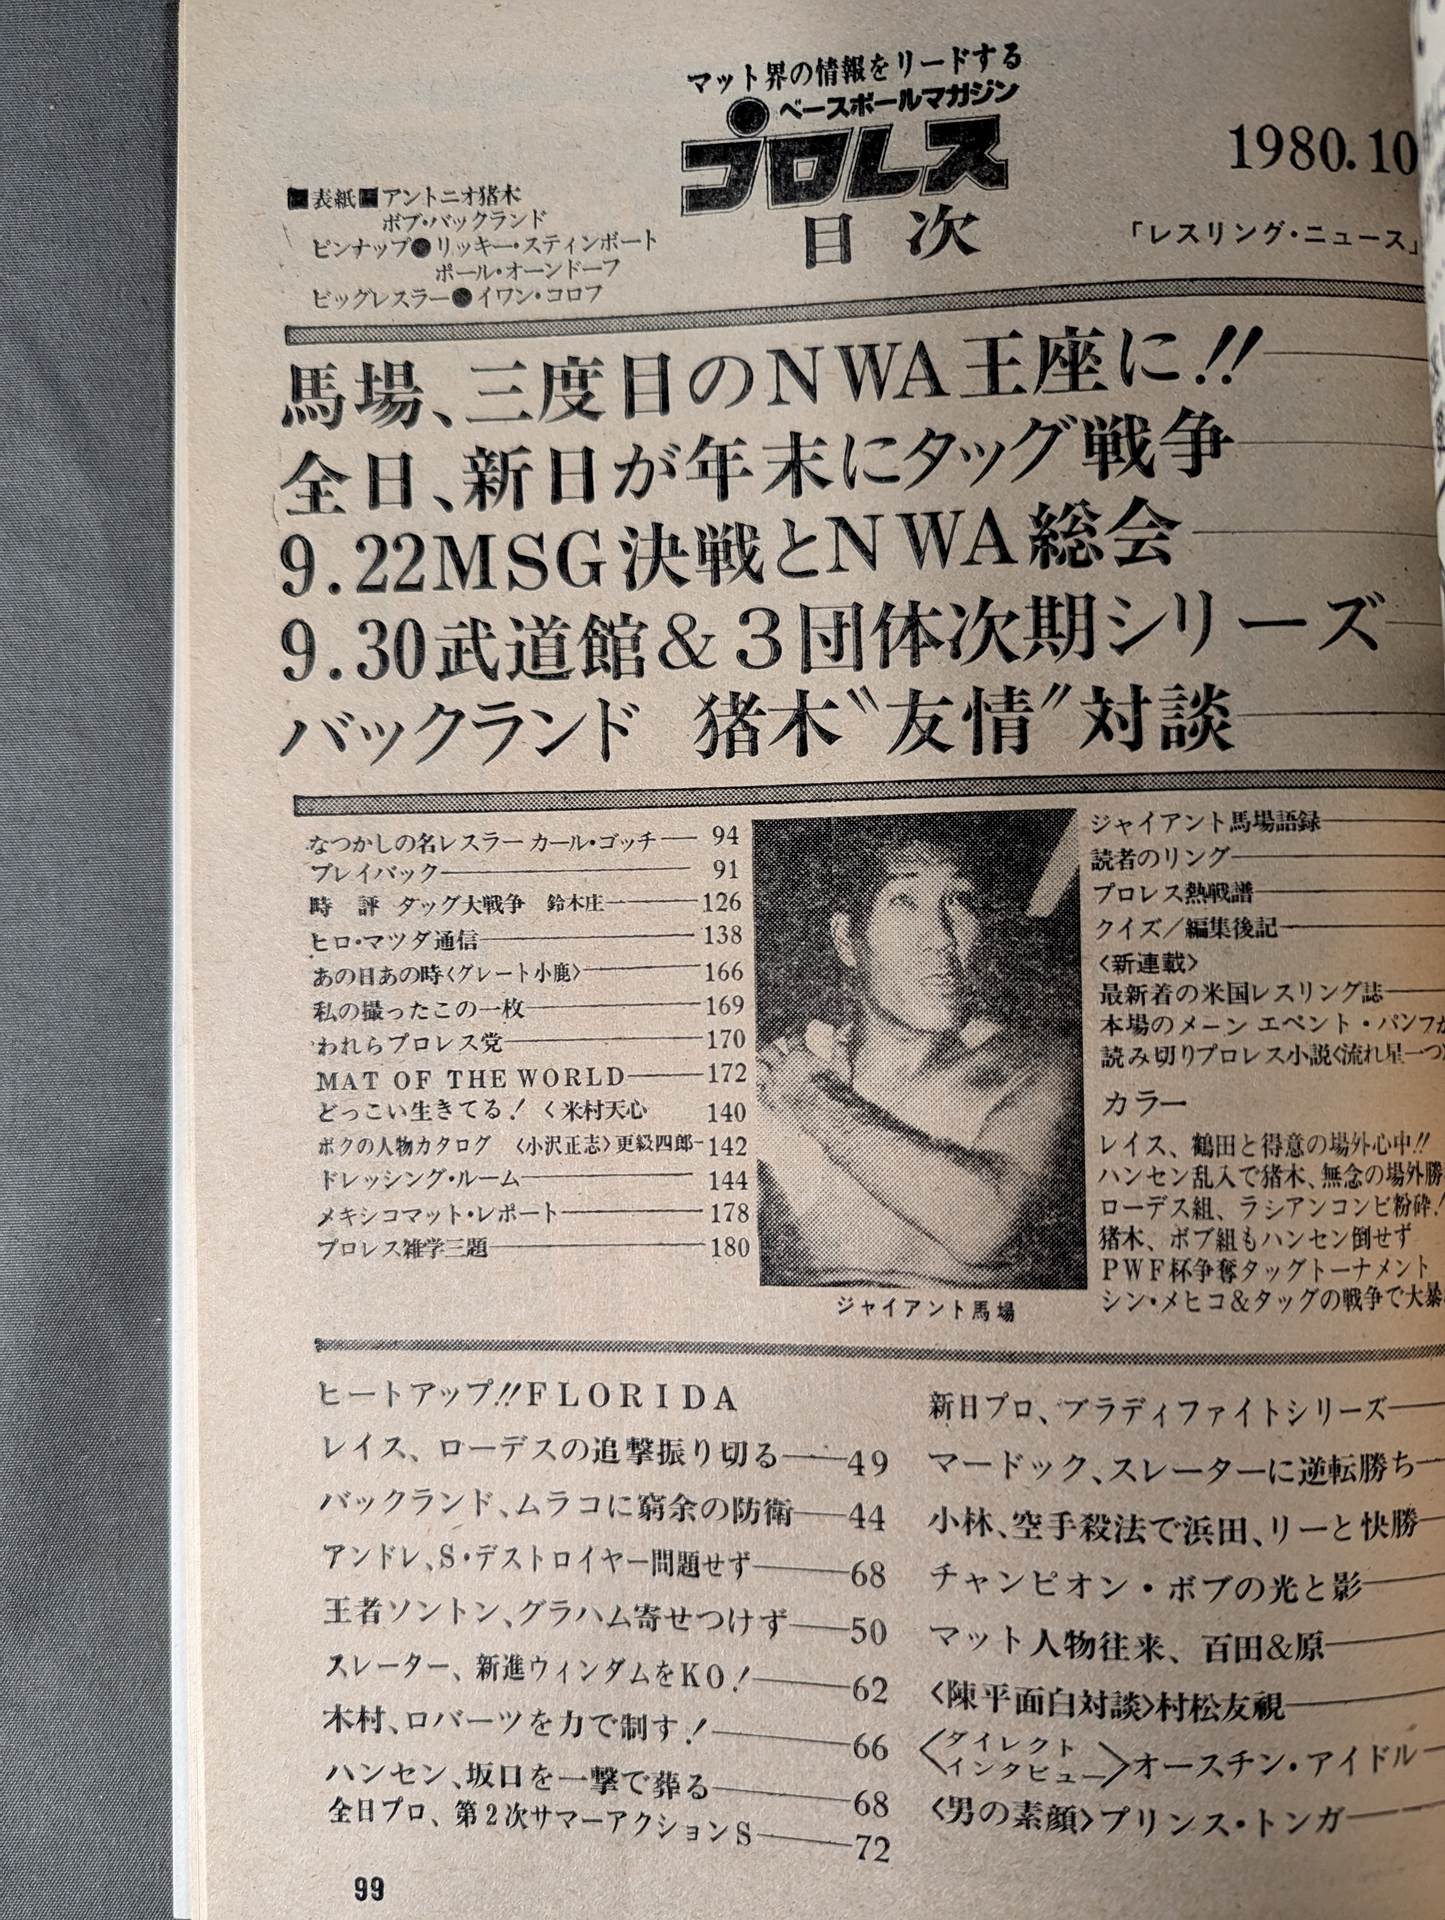 マット界の情報をリードする
ベースボールマガジン
プロレス
目次
1980.10
■表紙■アントニオ猪木
ボブ・バックランド
ピンナップ●リッキー・スティンボート
ポール・オーンドーフ
ビッグレスラー●イワン・コロフ
「レスリング・ニュース」
馬場、三度目のNWA王座に!!
全日、新日が年末にタッグ戦争
9.22MSG決戦とNWA総会
9.30武道館&3団体次期シリーズ
バックランド 猪木〝友情〟対談
なつかしの名レスラー カール・ゴッチ 94
プレイバック 91
時 評 タッグ大戦争 鈴木庄一 126
ヒロ・マツダ通信 138
あの日あの時〈グレート小鹿〉 166
私の撮ったこの一枚 169
われらプロレス党 170
MAT OF THE WORLD 172
どっこい生きてる! 〈米村天心 140
ボクの人物カタログ 〈小沢正志〉更級四郎 142
ドレッシング・ルーム 144
メキシコマット・レポート 178
プロレス雑学三題 180
ジャイアント馬場
ジャイアント馬場語録
読者のリング
プロレス熱戦譜
クイズ/編集後記
〈新連載〉
最新着の米国レスリング誌
本場のメーン エベント・パンフ
読み切りプロレス小説〈流れ星一つ
カラー
レイス、鶴田と得意の場外心中!!
ハンセン乱入で猪木、無念の場外勝
ローデス組、ラシアンコンビ粉砕!
猪木、ボブ組もハンセン倒せず
PWF杯争奪タッグトーナメント
シン・メヒコ&タッグの戦争で大暴
ヒートアップ!!FLORIDA
レイス、ローデスの追撃振り切る 49
バックランド、ムラコに窮余の防衛 44
アンドレ、S・デストロイヤー問題せず 68
王者ソントン、グラハム寄せつけず 50
スレーター、新進ウィンダムをKO! 62
木村、ロバーツを力で制す! 66
ハンセン、坂口を一撃で葬る 68
全日プロ、第2次サマーアクションS 72
新日プロ、ブラディファイトシリーズ
マードック、スレーターに逆転勝ち
小林、空手殺法で浜田、リーと快勝
チャンピオン・ボブの光と影
マット人物往来、百田&原
〈陳平面白対談〉村松友視
〈ダイレクトインタビュー〉オースチン・アイドル
〈男の素顔〉プリンス・トンガ
99